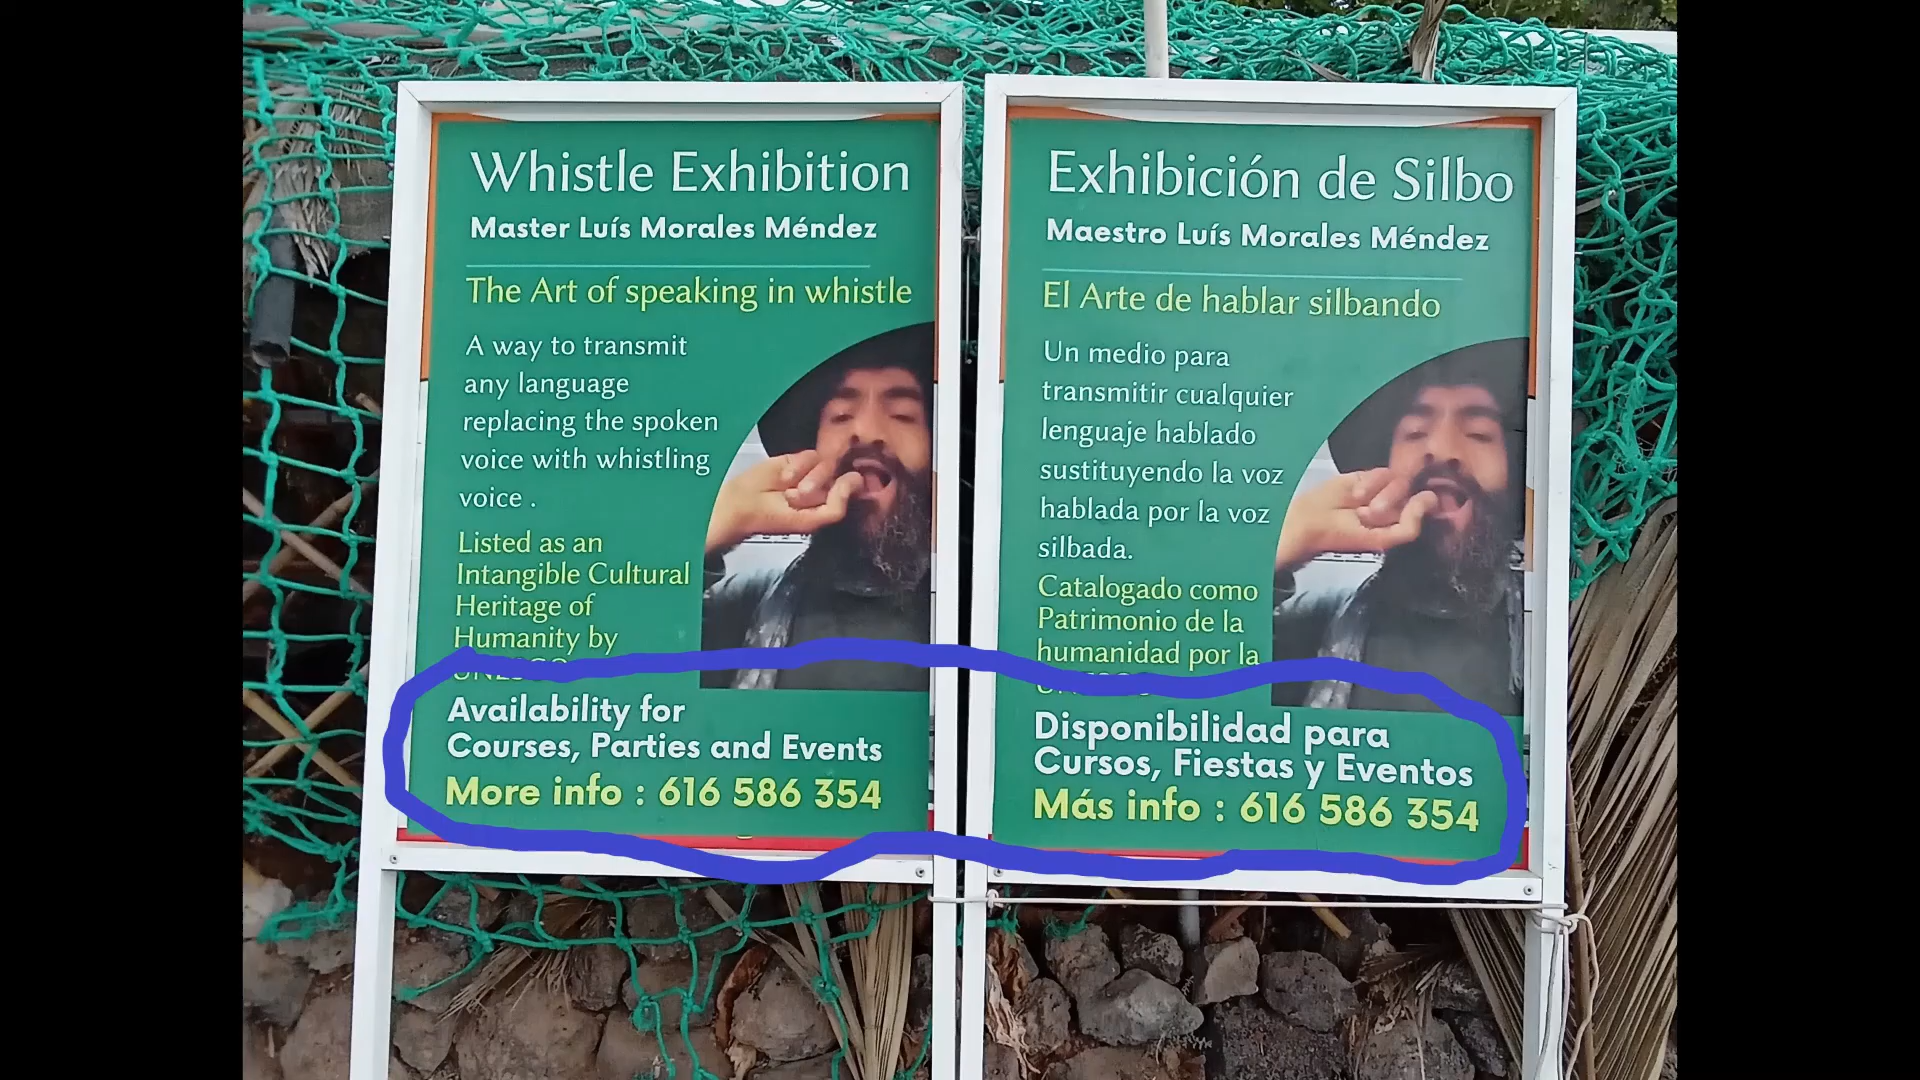 Whistle Exhibition
Master Luís Morales Méndez
The Art of speaking in whistle
A way to transmit
any language
replacing the spoken
voice with whistling
voice .
Listed as an
Intangible Cultural
Heritage of
Humanity by
UNESCO
Availability for
Courses, Parties and Events
More info : 616 586 354
Exhibición de Silbo
Maestro Luís Morales Méndez
El Arte de hablar silbando
Un medio para
transmitir cualquier
lenguaje hablado
sustituyendo la voz
hablada por la voz
silbada.
Catalogado como
Patrimonio de la
humanidad por la
UNESCO
Disponibilidad para
Cursos, Fiestas y Eventos
Más info : 616 586 354